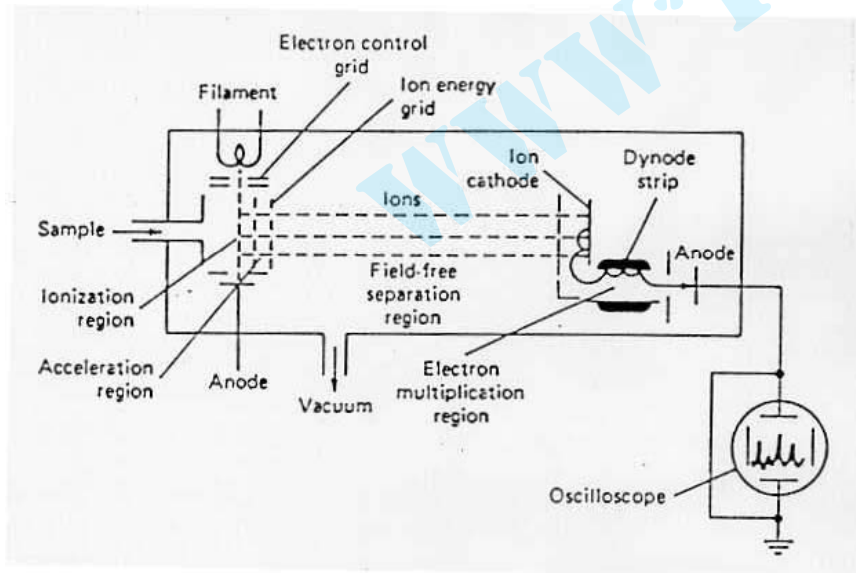 WWW
Electron control
grid
Ion energy
grid
Filament
Ion
cathode
Dynode
strip
Ions
Sample
Anode
Field-free
separation
region
Ionization
region
Acceleration
region
Anode
Vacuum
Electron
multiplication
region
Oscilloscope